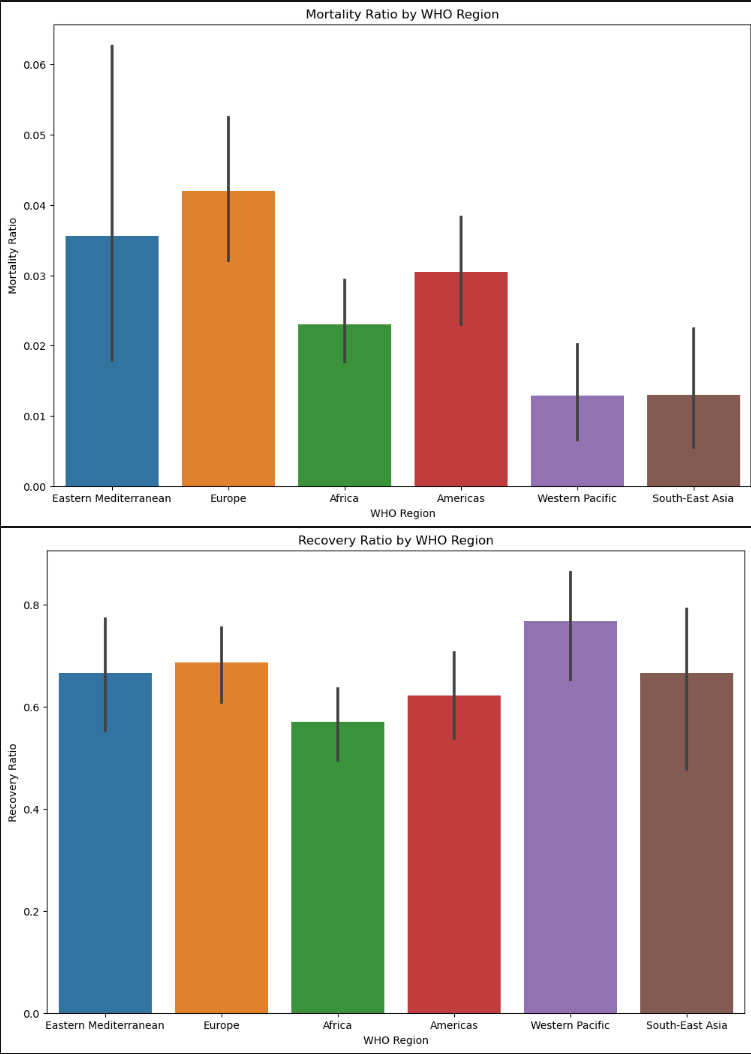 Mortality Ratio by WHO Region
0.06
0.05
0.04
0.03
0.02
0.01
0.00
Mortality Ratio
Eastern Mediterranean Europe Africa Americas Western Pacific South-East Asia
WHO Region
Recovery Ratio by WHO Region
0.8
0.6
0.4
0.2
0.0
Recovery Ratio
Eastern Mediterranean Europe Africa Americas Western Pacific South-East Asia
WHO Region